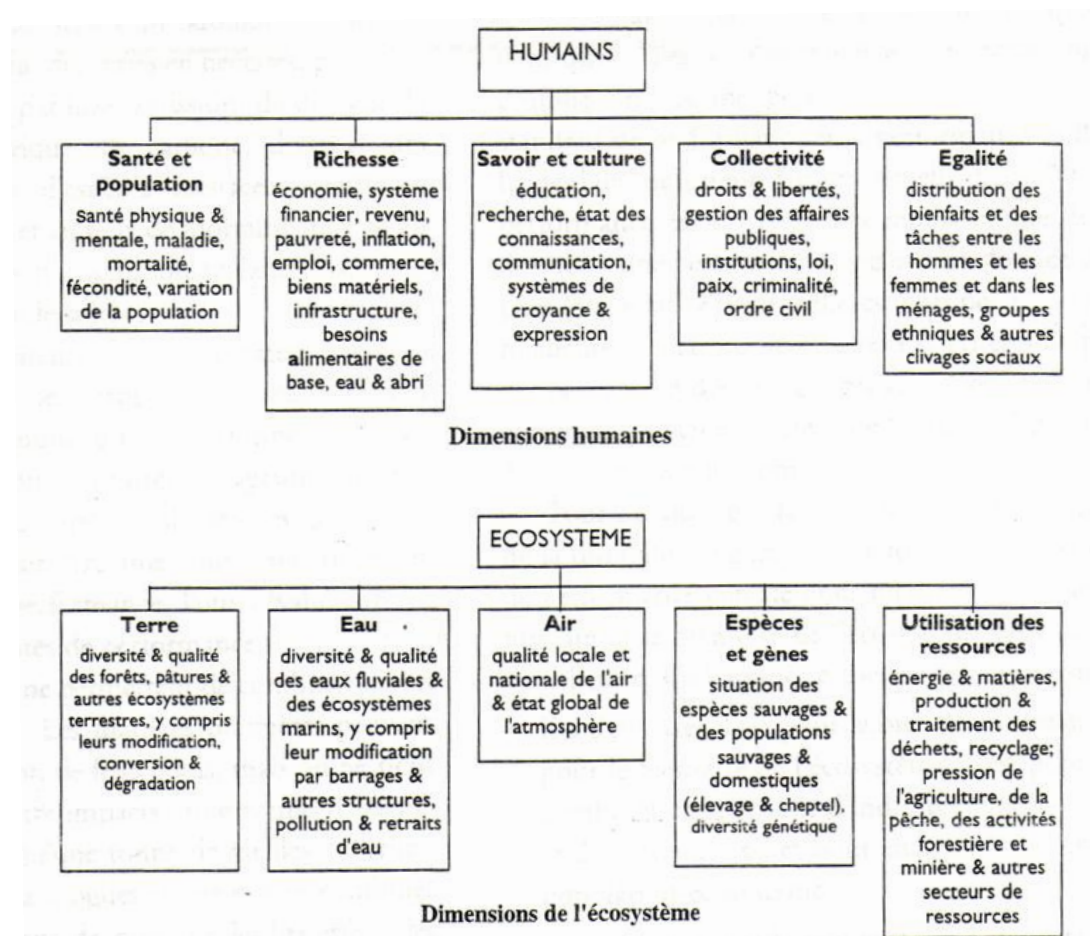 HUMAINS
Santé et
population
Santé physique &
mentale, maladie,
mortalité,
fécondité, variation
de la population
Richesse
économie, système
financier, revenu,
pauvreté, inflation,
emploi, commerce,
biens matériels,
infrastructure,
besoins
alimentaires de
base, eau & abri
Savoir et culture
éducation,
recherche, état des
connaissances,
communication,
systèmes de
croyance &
expression
Collectivité
droits & libertés,
gestion des affaires
publiques,
institutions, loi,
paix, criminalité,
ordre civil
Egalité
distribution des
bienfaits et des
tâches entre les
hommes et les
femmes et dans les
ménages, groupes
ethniques & autres
clivages sociaux
Dimensions humaines
ECOSYSTEME
Terre
diversité & qualité
des forêts, pâtures &
autres écosystèmes
terrestres, y compris
leurs modification,
conversion &
dégradation
Eau
diversité & qualité
des eaux fluviales &
des écosystèmes
marins, y compris
leur modification
par barrages &
autres structures,
pollution & retraits
d'eau
Air
qualité locale et
nationale de l'air
& état global de
l'atmosphère
Espèces
et gènes
situation des
espèces sauvages &
des populations
sauvages &
domestiques
(élevage & cheptel),
diversité génétique
Utilisation des
ressources
énergie & matières,
production &
traitement des
déchets, recyclage;
pression de
l'agriculture, de la
pêche, des activités
forestière et
minière & autres
secteurs de
ressources
Dimensions de l'écosystème